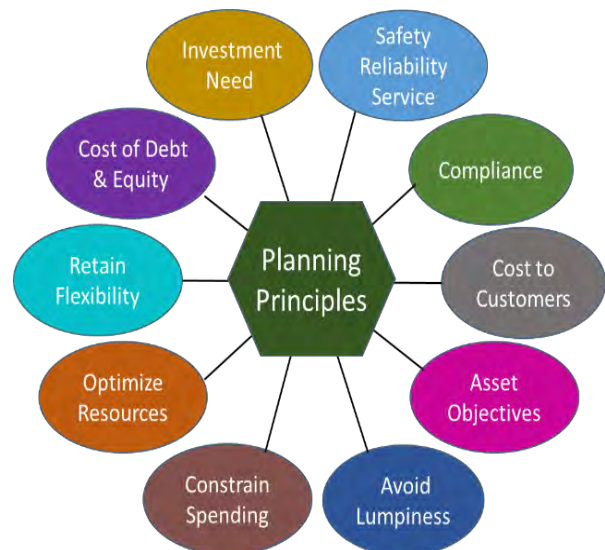 Investment
Need
Safety
Reliability
Service
Cost of Debt
& Equity
Compliance
Retain
Flexibility
Planning
Principles
Cost to
Customers
Optimize
Resources
Asset
Objectives
Constrain
Spending
Avoid
Lumpiness